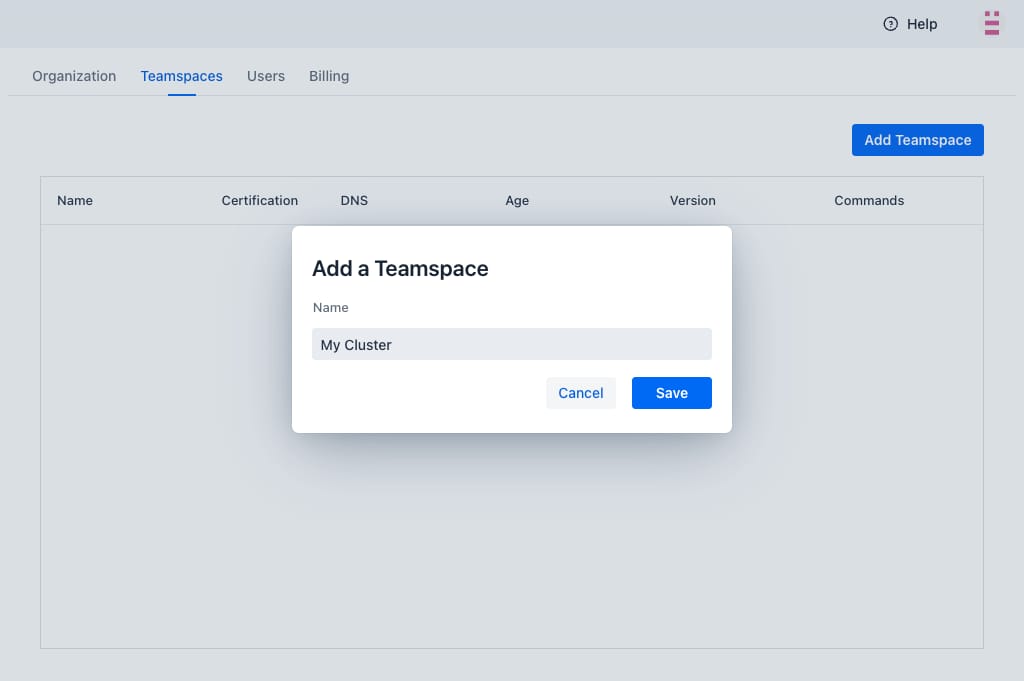 Help
Organization Teamspaces Users Billing
Add Teamspace
Name Certification DNS Age Version Commands
Add a Teamspace
Name
My Cluster
Cancel Save